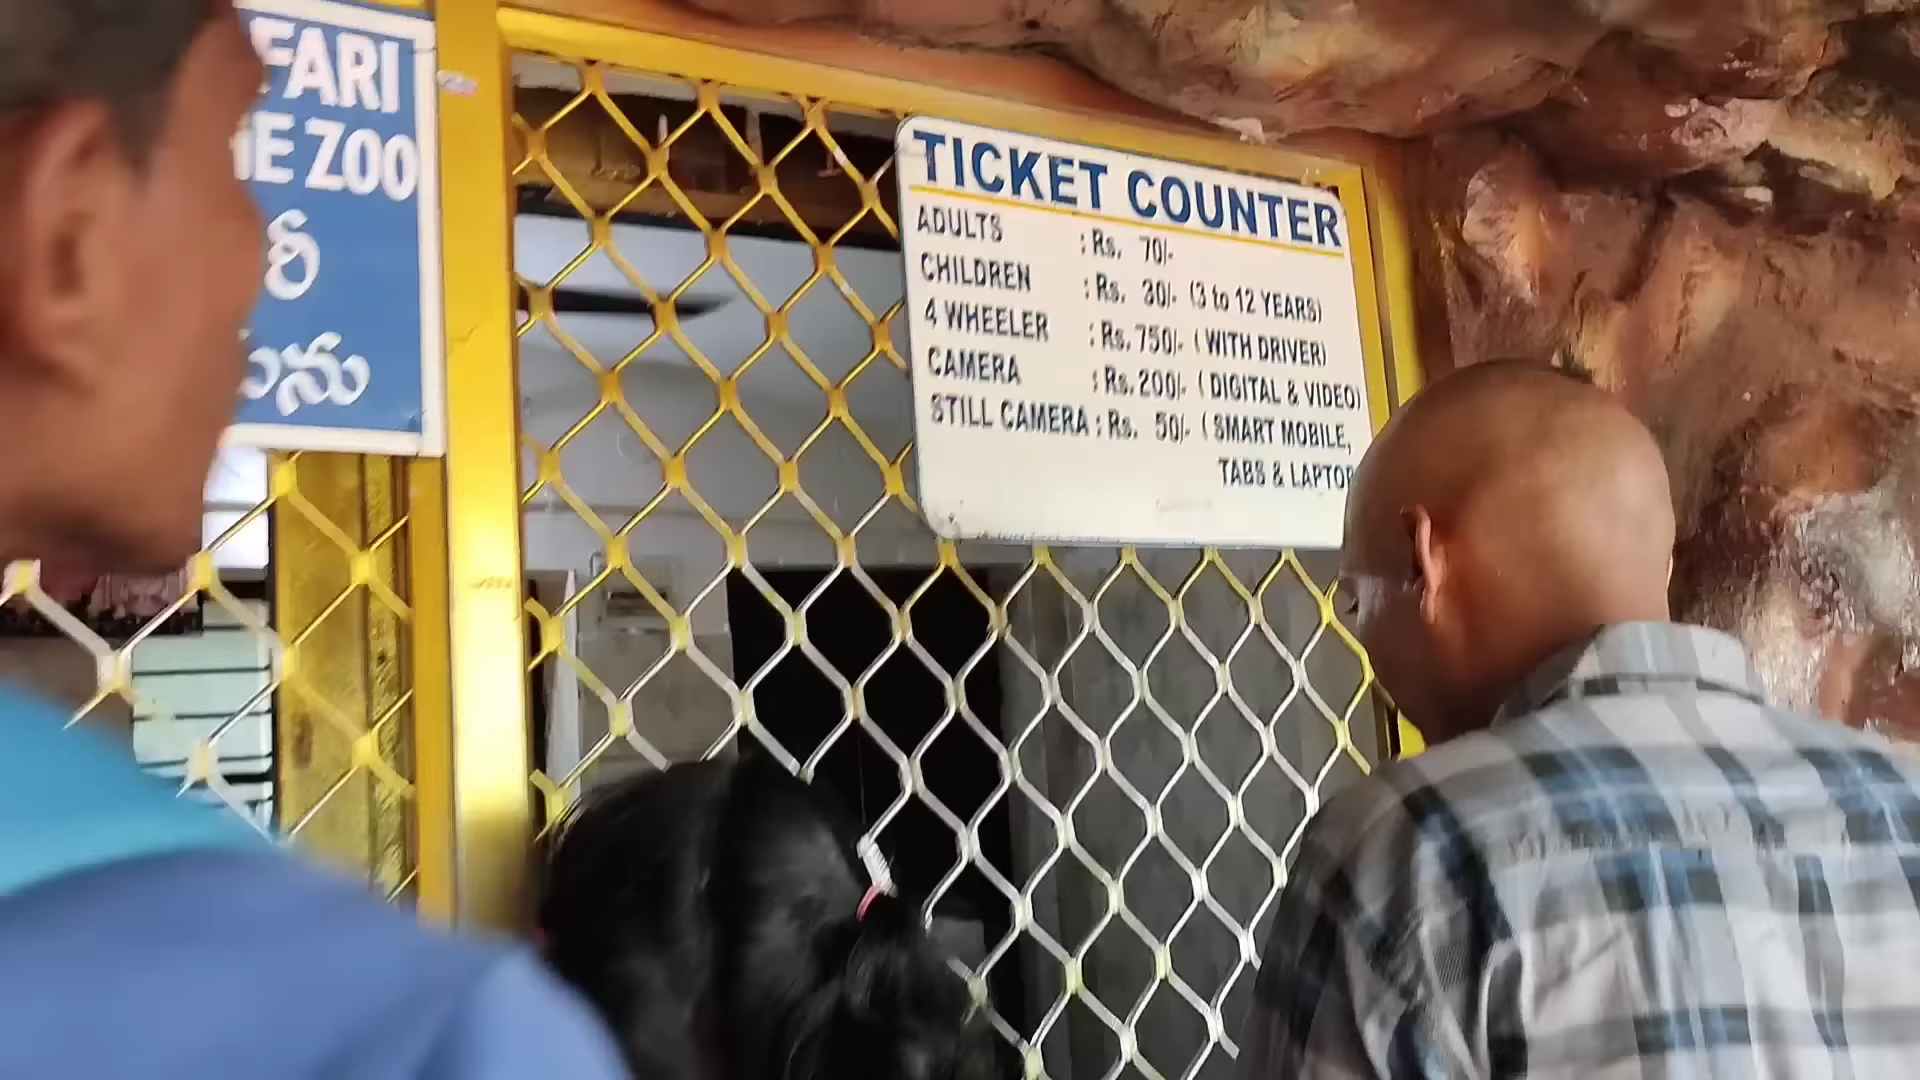 FARI
ZOO
TICKET COUNTER
ADULTS : Rs. 70/-
CHILDREN : Rs. 30/- (3 to 12 YEARS)
4 WHEELER : Rs. 750/- (WITH DRIVER)
CAMERA : Rs. 200/- (DIGITAL & VIDEO)
STILL CAMERA : Rs. 50/- (SMART MOBILE,
TABS & LAPTOP